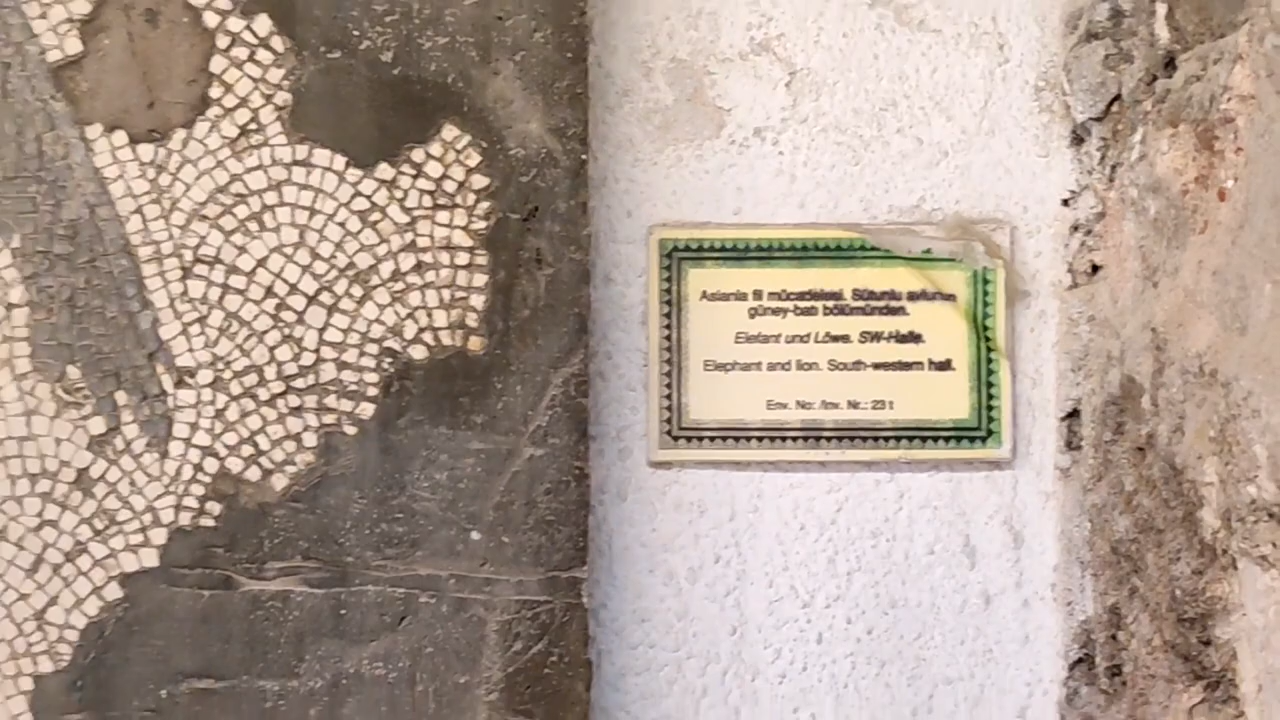 Aslanla fil mücadelesi. Sütunlu avlunun
güney-batı bölümünden.
Elefant und Löwe. SW-Halle.
Elephant and lion. South-western hall.
Env. No: /Inv. Nr.: 23 t